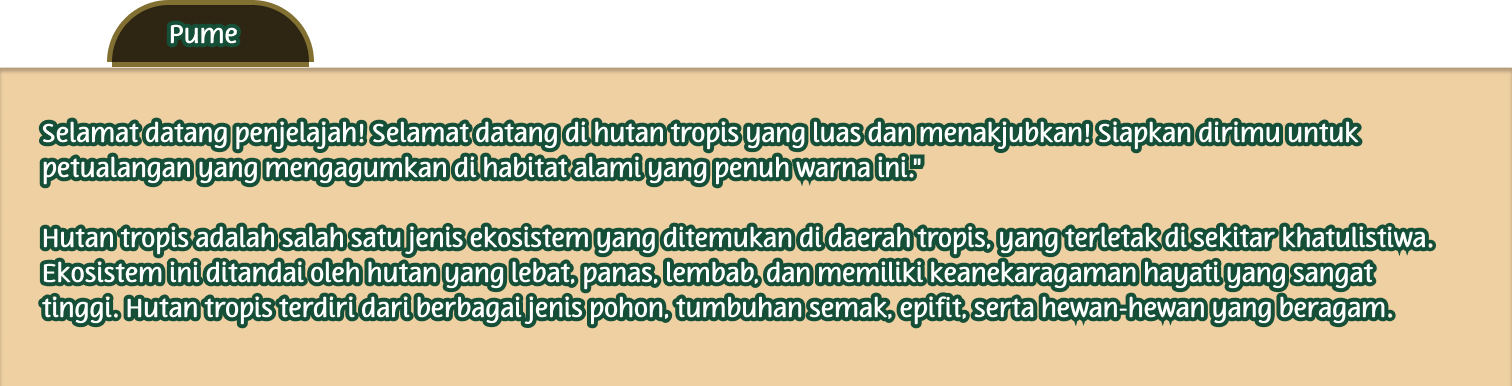 Pume
Selamat datang penjelajah! Selamat datang di hutan tropis yang luas dan menakjubkan! Siapkan dirimu untuk
petualangan yang mengagumkan di habitat alami yang penuh warna ini."
Hutan tropis adalah salah satu jenis ekosistem yang ditemukan di daerah tropis, yang terletak di sekitar khatulistiwa.
Ekosistem ini ditandai oleh hutan yang lebat, panas, lembab, dan memiliki keanekaragaman hayati yang sangat
tinggi. Hutan tropis terdiri dari berbagai jenis pohon, tumbuhan semak, epifit, serta hewan-hewan yang beragam.